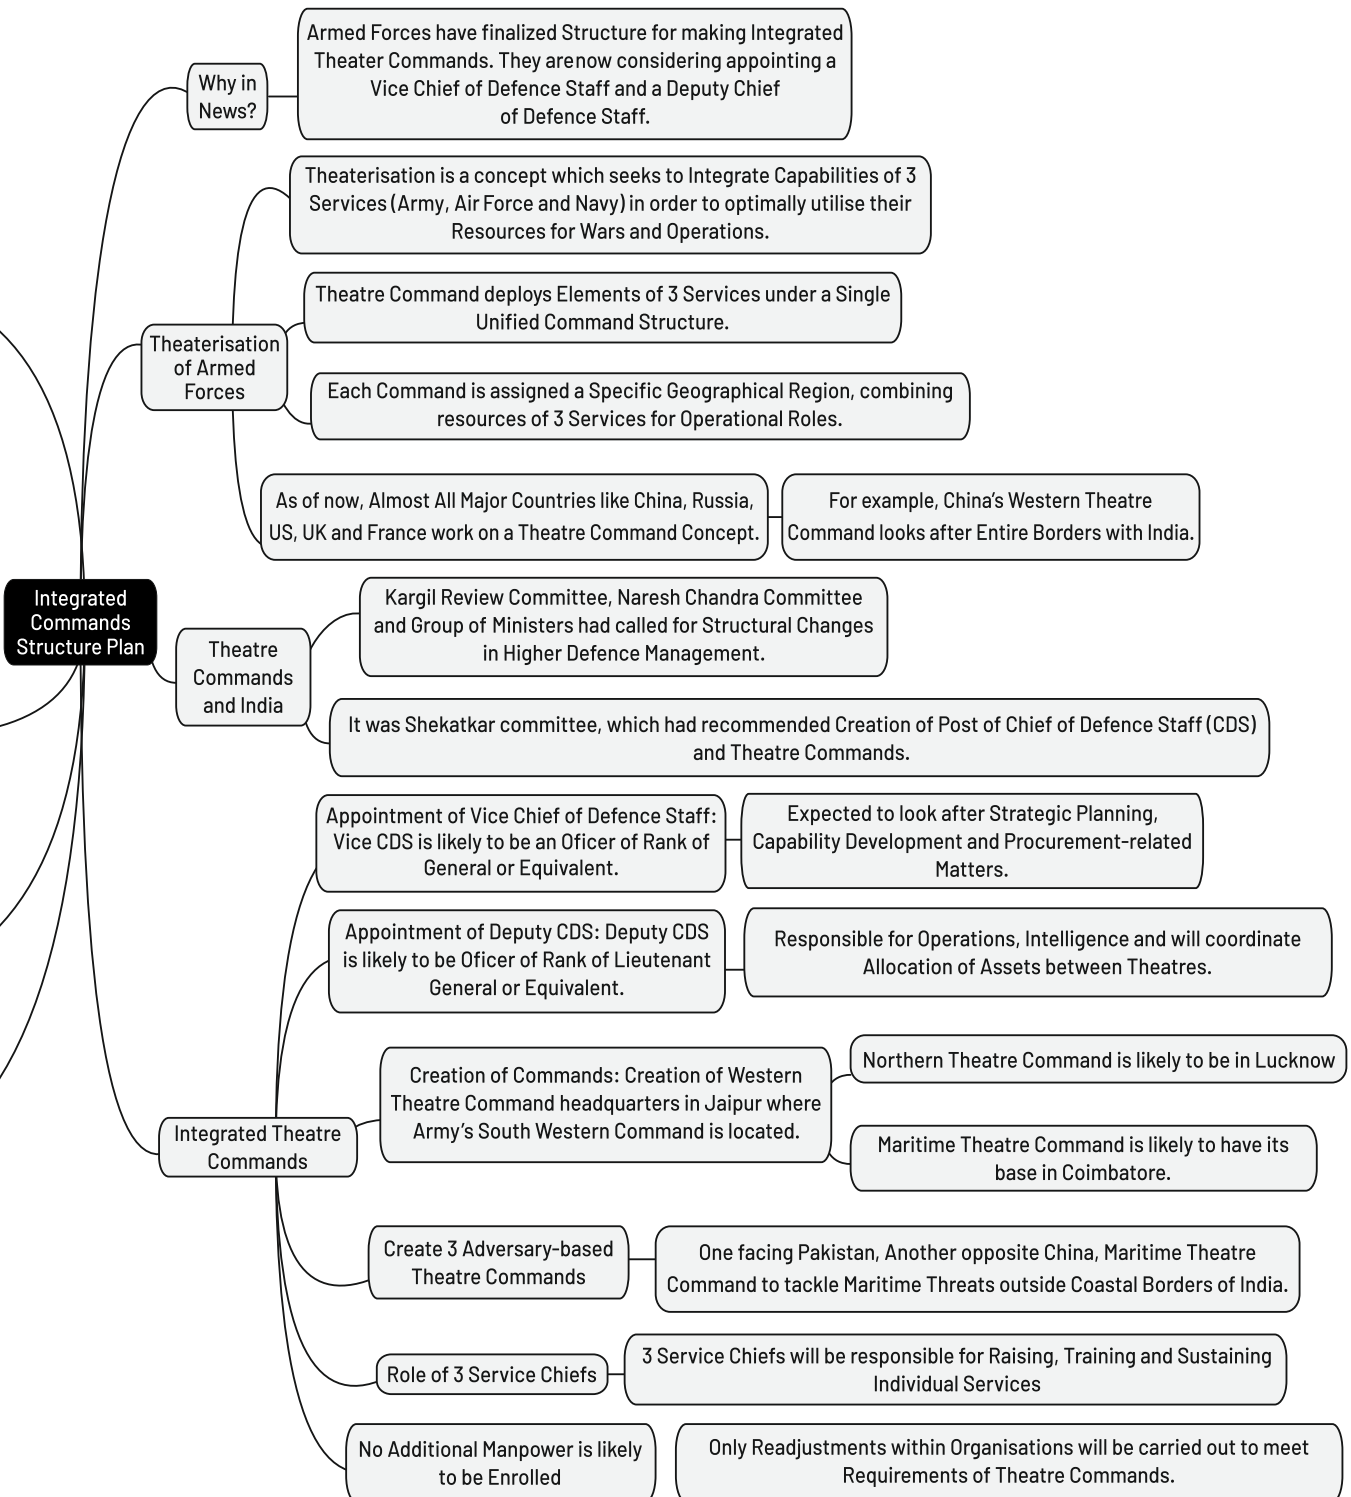 Armed Forces have finalized Structure for making Integrated
Theater Commands. They arenow considering appointing a
Vice Chief of Defence Staff and a Deputy Chief
of Defence Staff.
Why in
News?
Theaterisation is a concept which seeks to Integrate Capabilities of 3
Services (Army, Air Force and Navy) in order to optimally utilise their
Resources for Wars and Operations.
Theatre Command deploys Elements of 3 Services under a Single
Unified Command Structure.
Theaterisation
of Armed
Forces
Each Command is assigned a Specific Geographical Region, combining
resources of 3 Services for Operational Roles.
As of now, Almost All Major Countries like China, Russia,
US, UK and France work on a Theatre Command Concept.
For example, China's Western Theatre
Command looks after Entire Borders with India.
Integrated
Commands
Structure Plan
Kargil Review Committee, Naresh Chandra Committee
and Group of Ministers had called for Structural Changes
in Higher Defence Management.
Theatre
Commands
and India
It was Shekatkar committee, which had recommended Creation of Post of Chief of Defence Staff (CDS)
and Theatre Commands.
Appointment of Vice Chief of Defence Staff:
Vice CDS is likely to be an Oficer of Rank of
General or Equivalent.
Expected to look after Strategic Planning,
Capability Development and Procurement-related
Matters.
Appointment of Deputy CDS: Deputy CDS
is likely to be Oficer of Rank of Lieutenant
General or Equivalent.
Responsible for Operations, Intelligence and will coordinate
Allocation of Assets between Theatres.
Creation of Commands: Creation of Western
Theatre Command headquarters in Jaipur where
Army's South Western Command is located.
Northern Theatre Command is likely to be in Lucknow
Maritime Theatre Command is likely to have its
base in Coimbatore.
Integrated Theatre
Commands
Create 3 Adversary-based
Theatre Commands
One facing Pakistan, Another opposite China, Maritime Theatre
Command to tackle Maritime Threats outside Coastal Borders of India.
Role of 3 Service Chiefs
3 Service Chiefs will be responsible for Raising, Training and Sustaining
Individual Services
No Additional Manpower is likely
to be Enrolled
Only Readjustments within Organisations will be carried out to meet
Requirements of Theatre Commands.